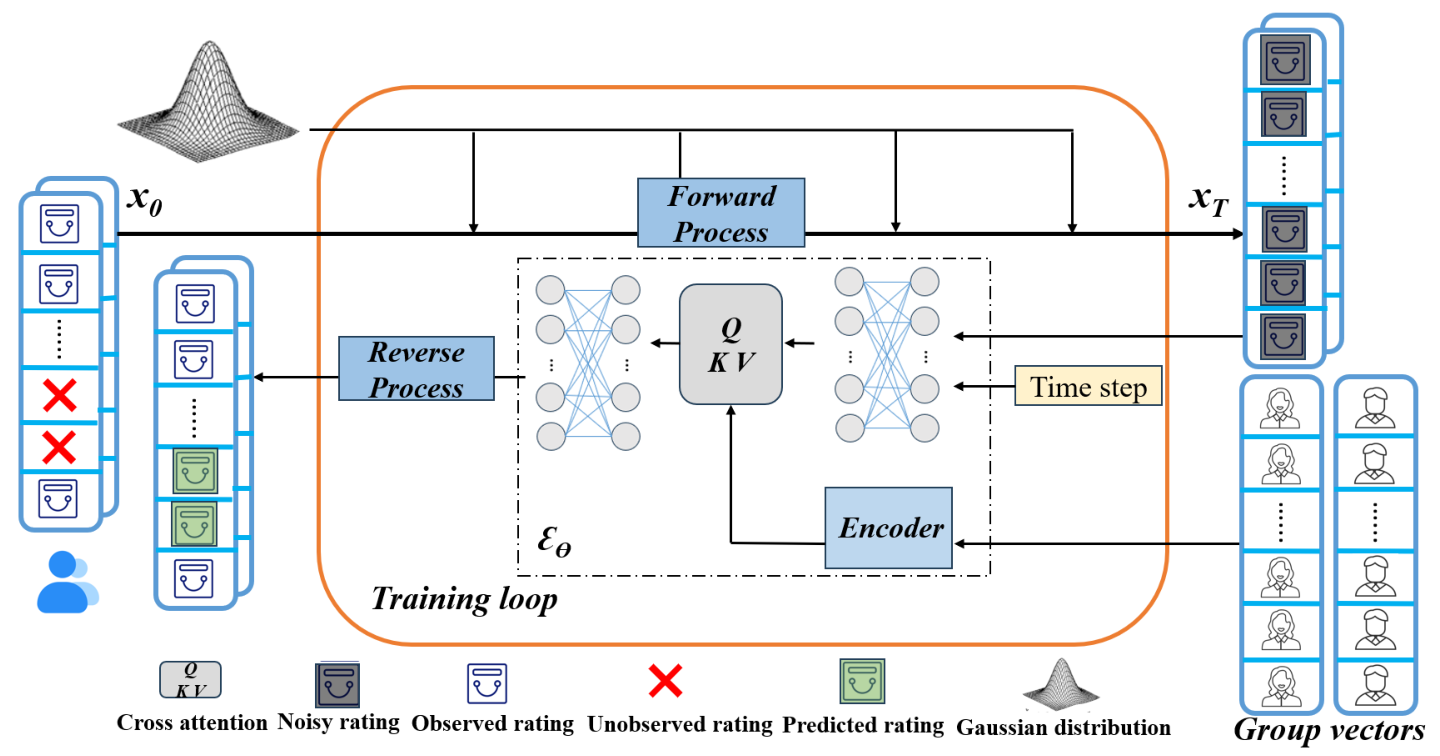 x0
Forward
Process
xT
Reverse
Process
Q
K V
Time step
Encoder
Ɛɵ
Training loop
Q
K V
Cross attention
Noisy rating
Observed rating
Unobserved rating
Predicted rating
Gaussian distribution
Group vectors